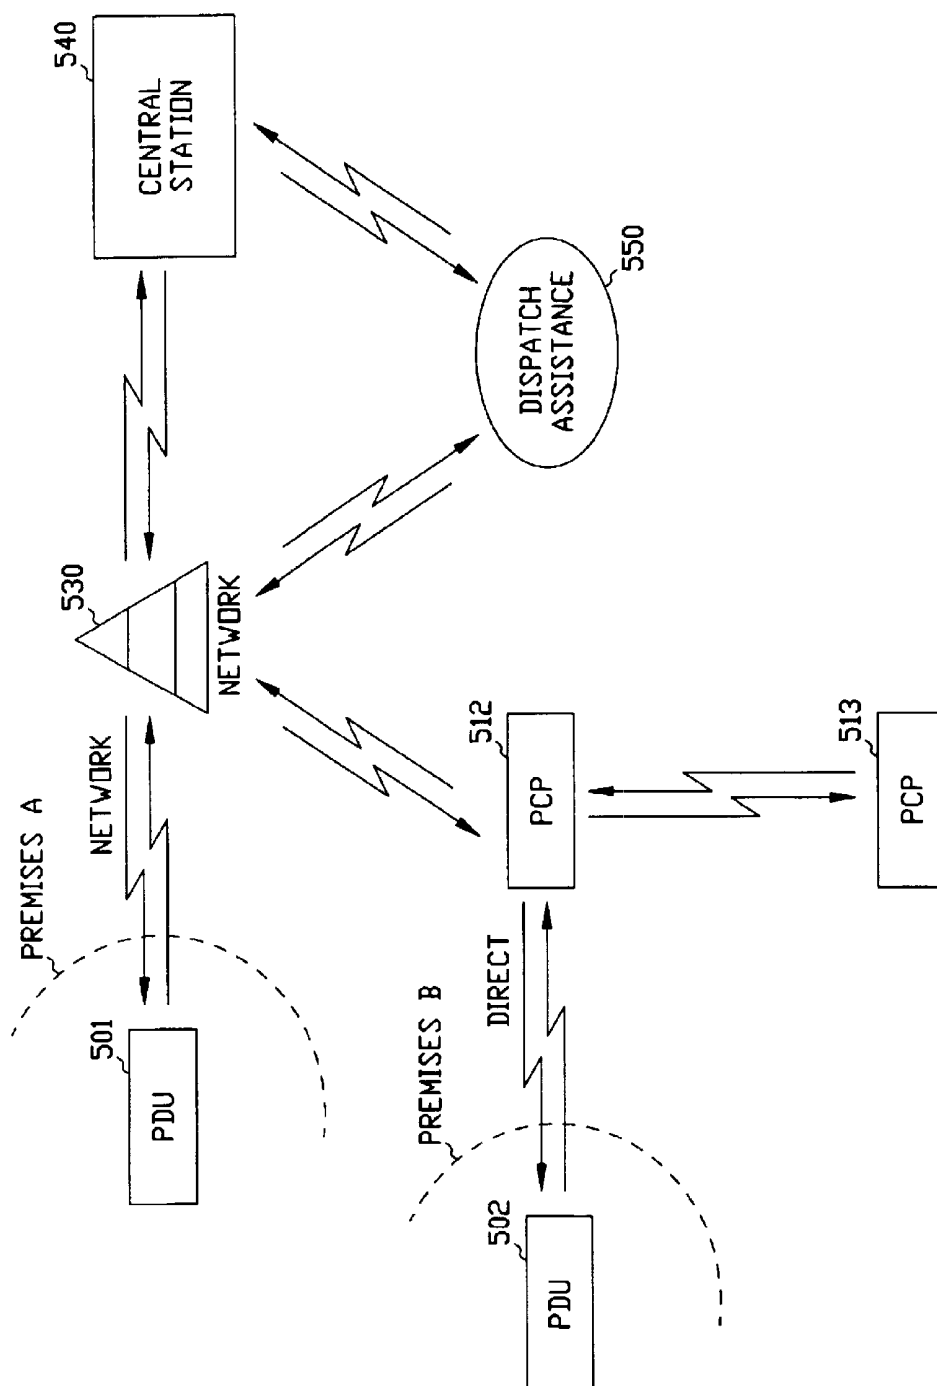 PREMISES A
501
PDU
NETWORK
530
NETWORK
540
CENTRAL
STATION
PREMISES B
502
PDU
DIRECT
512
PCP
513
PCP
550
DISPATCH
ASSISTANCE